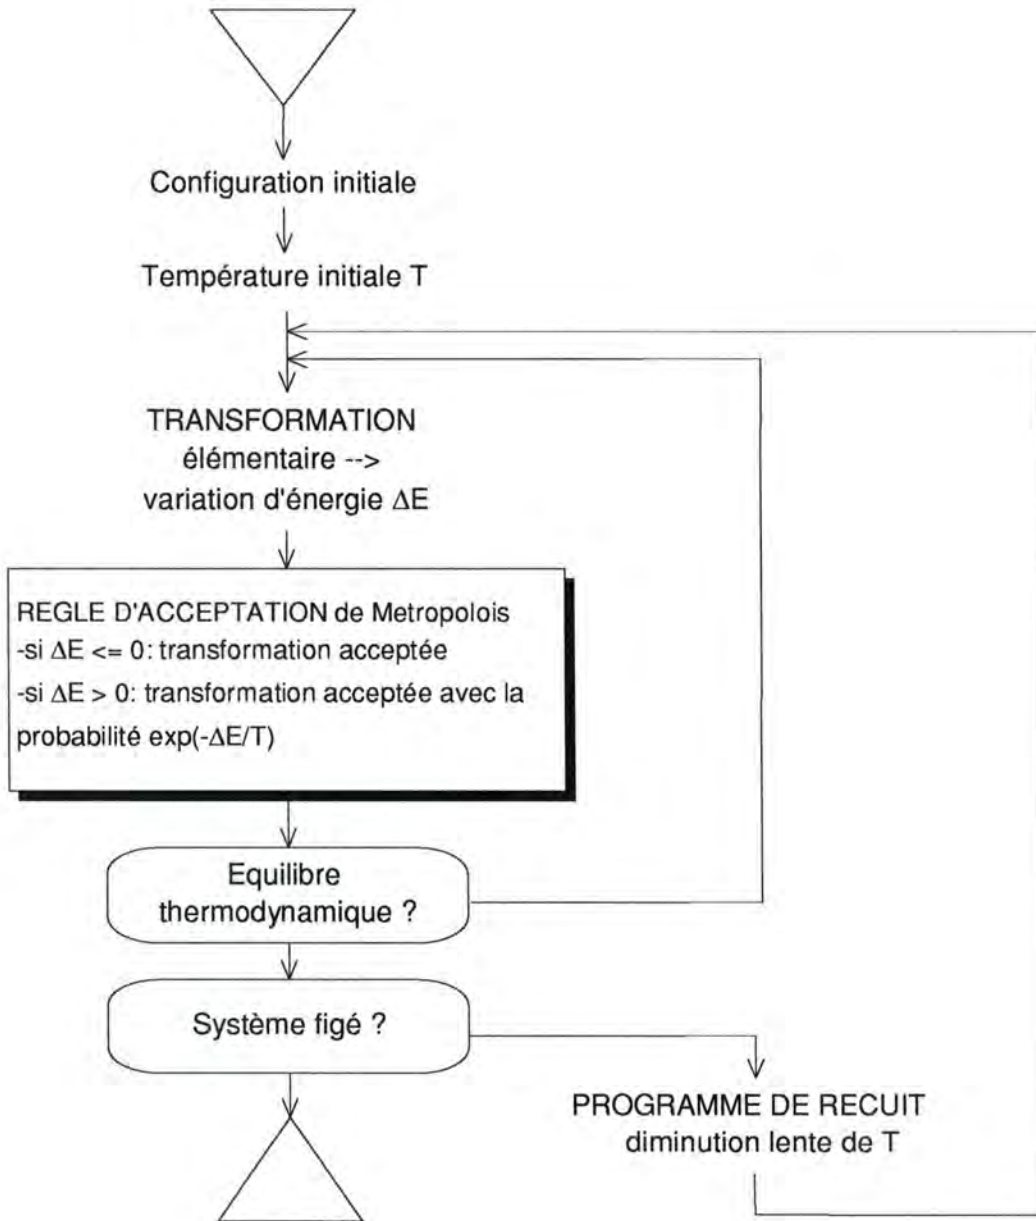 Configuration initiale
Température initiale T
TRANSFORMATION
élémentaire -->
variation d'énergie ΔE
REGLE D'ACCEPTATION de Metropolois
-si ΔE <= 0: transformation acceptée
-si ΔE > 0: transformation acceptée avec la
probabilité exp(-ΔE/T)
Equilibre
thermodynamique ?
Système figé ?
PROGRAMME DE RECUIT
diminution lente de T